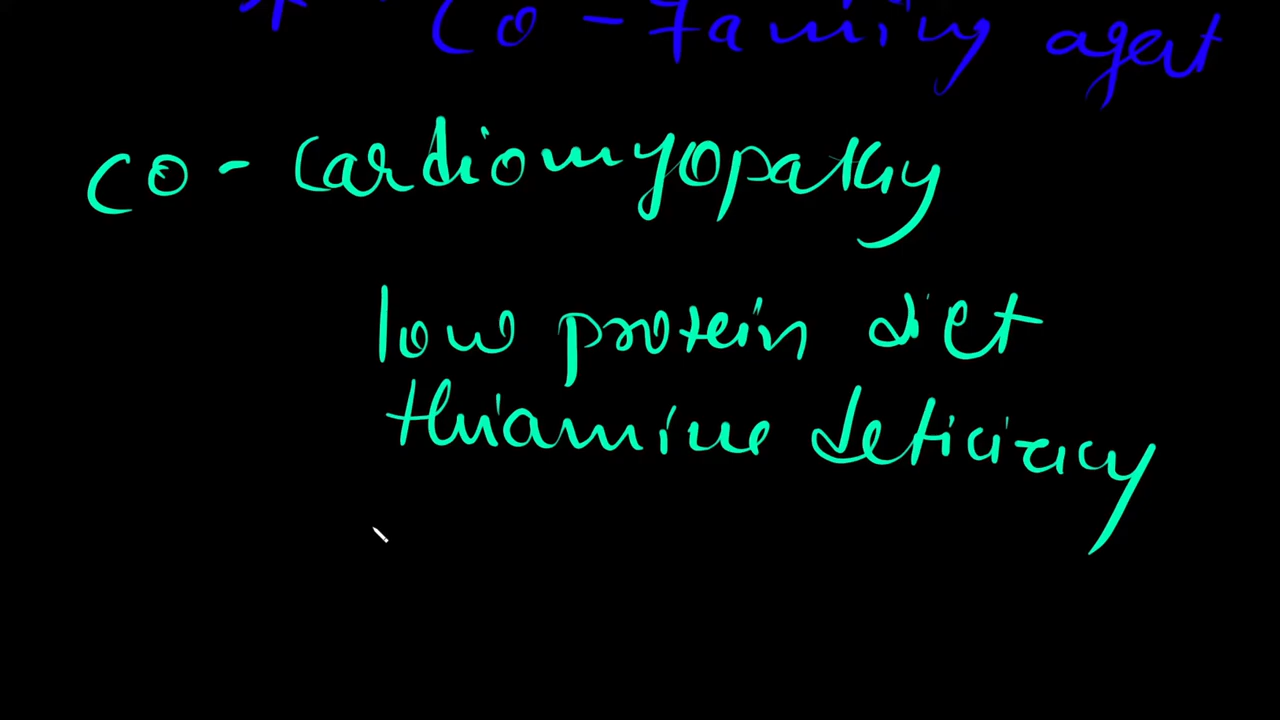 * Co - Foaming agent
Co - Cardiomyopathy
low protein diet
thiamine deficiency